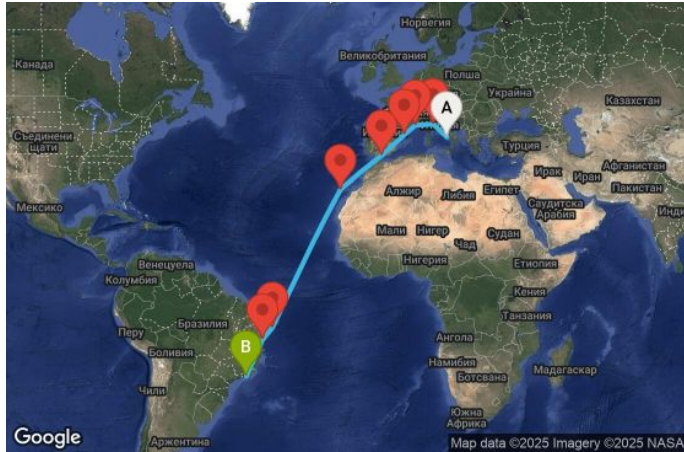 Норвегия
Канада
Великобритания
Полша
Украйна
Казахстан
A
Съединени
щати
Турция
Афганистан
Ирак
Иран
Пакистан
Алжир
Либия
Египет
Саудитска
Арабия
Мексико
Инди
Мали
Нигер
Судан
Чад
Венецуела
Нигерия
Етиопия
Колумбия
Кения
Бразилия
Танзания
Перу
Ангола
B
Боливия
Намибия
Мадагаскар
Ботсвана
Чили
Южна
Африка
Аржентина
Google
Map data ©2025 Imagery ©2025 NASA